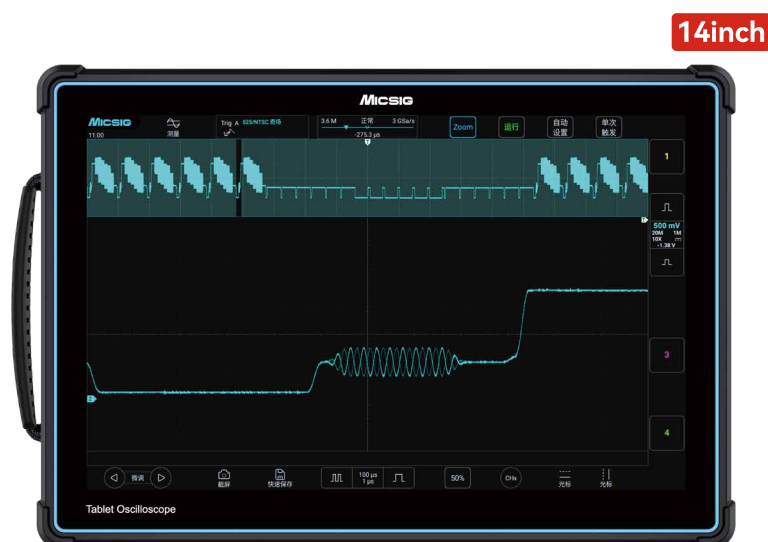 14inch
MICSIG
MICSIG
11:00
测量
Trig A 525/NTSC 奇场
3.6 M 正常 3 GSa/s
-275.3 µs
T
Zoom
运行
自动
设置
单次
触发
1
T
500 mV
20M 1M
10X
-1.38 V
3
2
4
微调
截屏
快速保存
100 µs
1 µs
50%
CHx
光标
光标
Tablet Oscilloscope